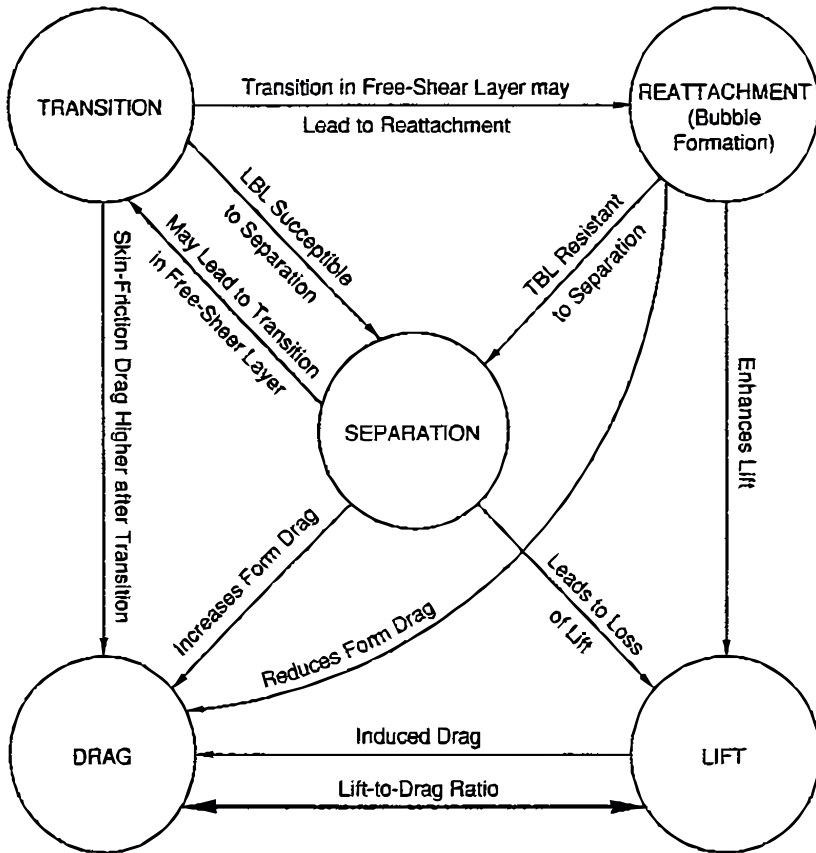 TRANSITION
Transition in Free-Shear Layer may
Lead to Reattachment
REATTACHMENT
(Bubble
Formation)
LBL Succeptible
to Separation
May Lead to Transition
in Free-Sheer Layer
TBL Resistant
to Separation
Skin-Friction Drag Higher after Transition
SEPARATION
Enhances Lift
Increases Form Drag
Reduces Form Drag
Leads to Loss
of Lift
DRAG
Induced Drag
Lift-to-Drag Ratio
LIFT